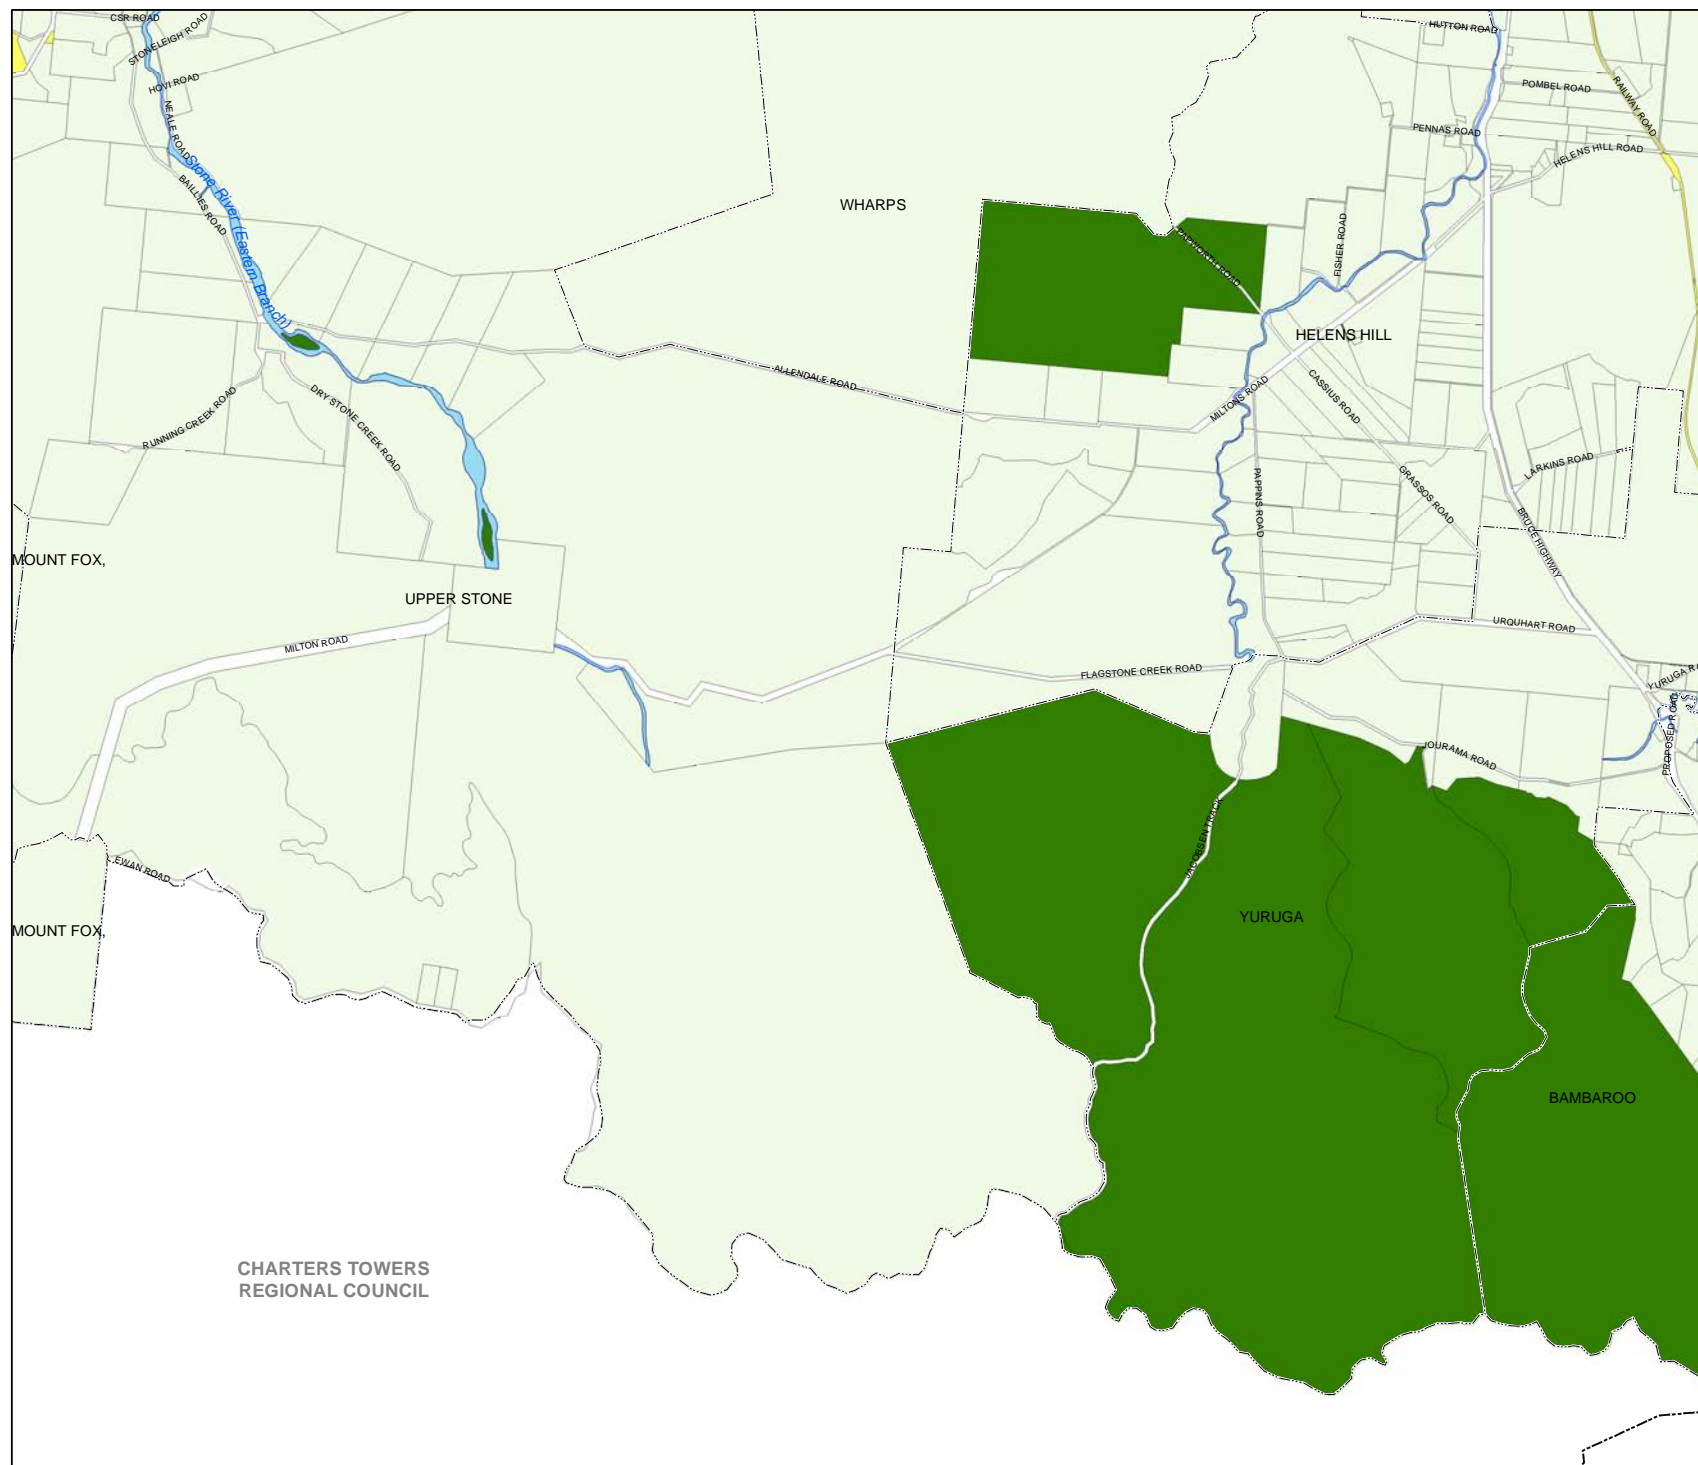 CSR ROAD
STONELEIGH ROAD
HOVI ROAD
NEALE ROAD
BAILLIES ROAD
Stone River (Eastern Branch)
HUTTON ROAD
POMBEL ROAD
RAILWAY ROAD
PENNAS ROAD
HELENS HILL ROAD
WHARPS
PAPWORTH ROAD
FISHER ROAD
HELENS HILL
ALLENDALE ROAD
MILTONS ROAD
CASSIUS ROAD
RUNNING CREEK ROAD
DRY STONE CREEK ROAD
LARKINS ROAD
GRASSOS ROAD
PAPPINS ROAD
BRUCE HIGHWAY
MOUNT FOX,
UPPER STONE
MILTON ROAD
URQUHART ROAD
FLAGSTONE CREEK ROAD
YURUGA R
PROPOSED ROAD
JOURAMA ROAD
JACOBSEN TRACK
EWAN ROAD
YURUGA
MOUNT FOX,
BAMBAROO
CHARTERS TOWERS
REGIONAL COUNCIL